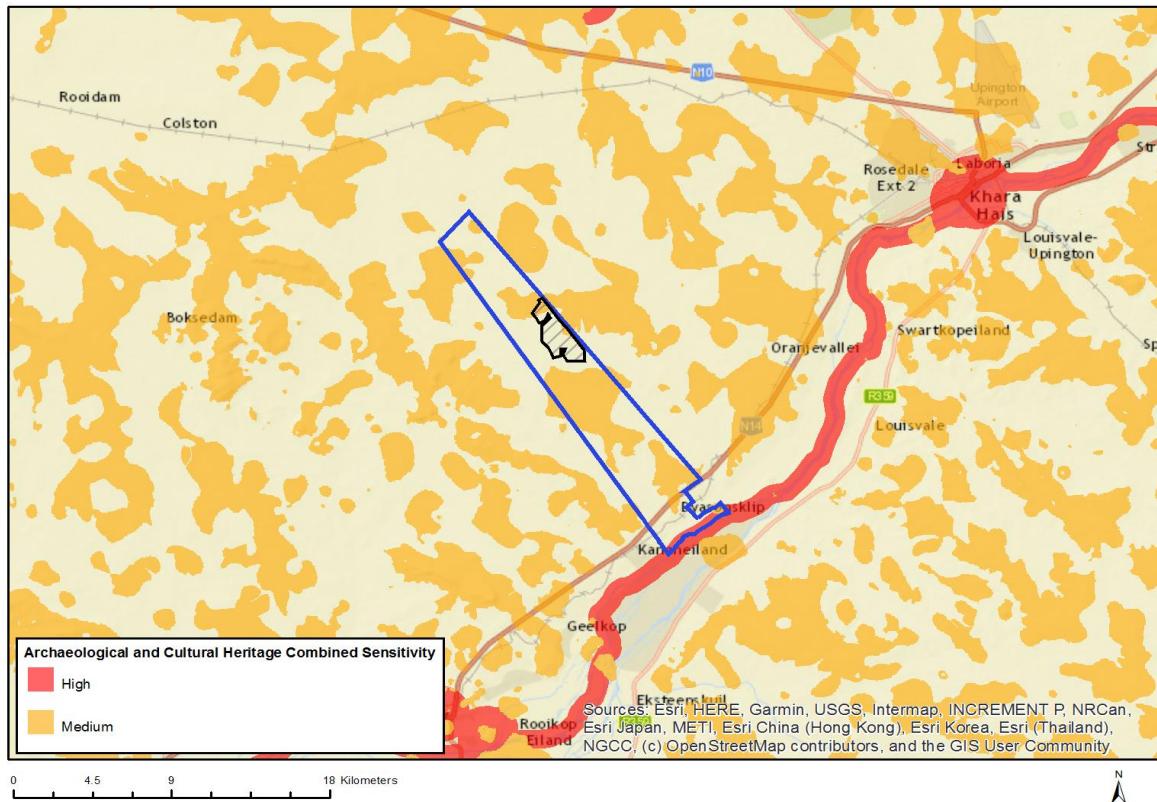 N10
Rooidam
Colston
Upington
Airport
Laboria
Str
Rosedale
Ext 2
Khara
Hais
Louisvale-
Upington
Boksedam
Swartkopeiland
Sp
Oranjevallei
R359
N14
Louisvale
Kanoneiland
Geelkop
Archaeological and Cultural Heritage Combined Sensitivity
High
Medium
Eksteenskuil
Rooikop
Eiland
R359
Sources: Esri, HERE, Garmin, USGS, Intermap, INCREMENT P, NRCan,
Esri Japan, METI, Esri China (Hong Kong), Esri Korea, Esri (Thailand),
NGCC, (c) OpenStreetMap contributors, and the GIS User Community
0 4.5 9 18 Kilometers
N